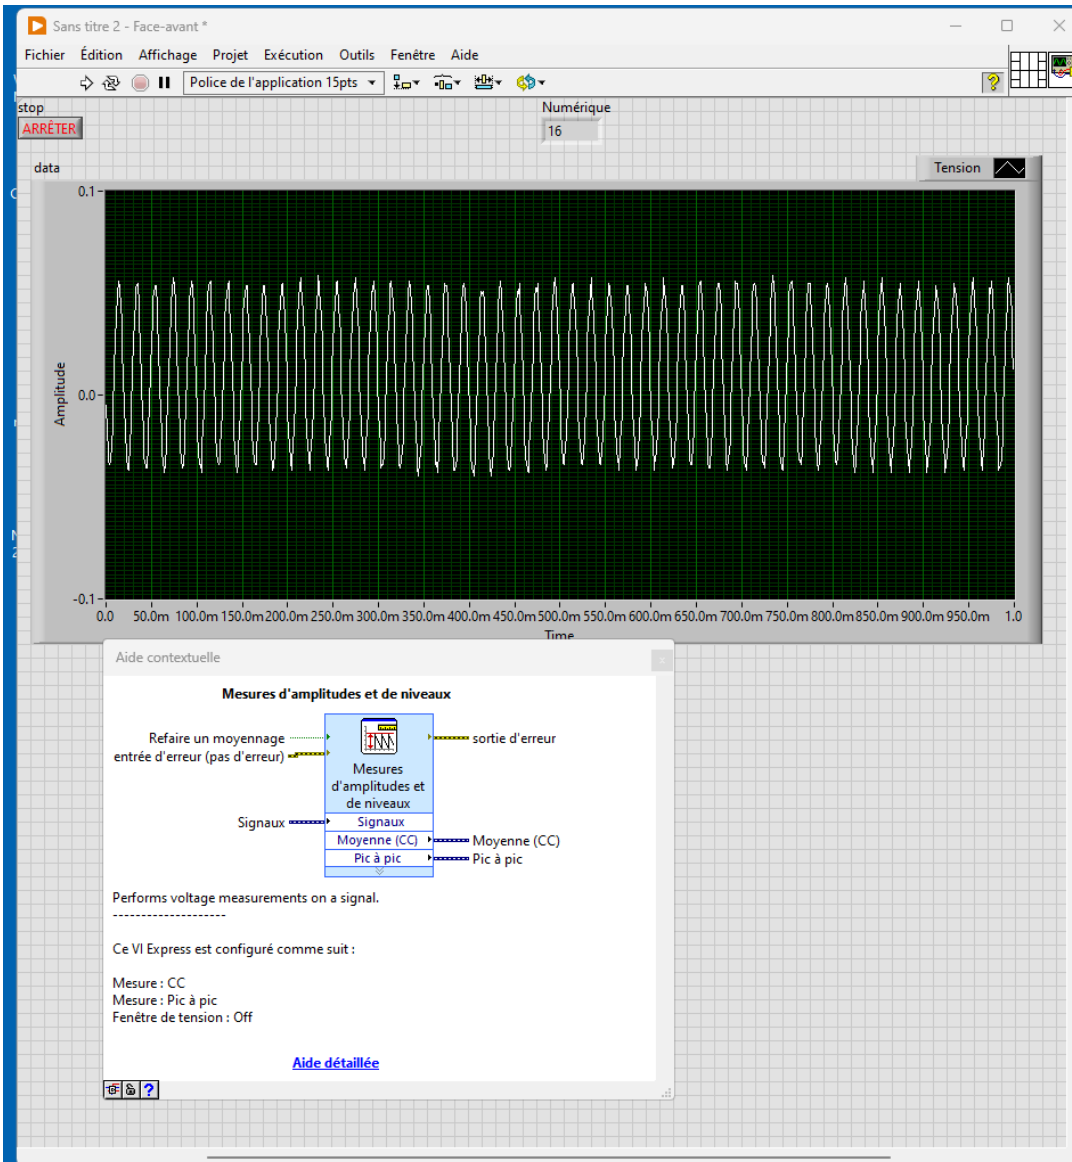 Sans titre 2 - Face-avant *
Fichier Édition Affichage Projet Exécution Outils Fenêtre Aide
Police de l'application 15pts
stop
ARRÊTER
Numérique
16
data
Tension
0.1
0.0
-0.1
Amplitude
0.0 50.0m 100.0m 150.0m 200.0m 250.0m 300.0m 350.0m 400.0m 450.0m 500.0m 550.0m 600.0m 650.0m 700.0m 750.0m 800.0m 850.0m 900.0m 950.0m 1.0
Time
Aide contextuelle
Mesures d'amplitudes et de niveaux
Refaire un moyennage
entrée d'erreur (pas d'erreur)
sortie d'erreur
Mesures
d'amplitudes et
de niveaux
Signaux Signaux
Moyenne (CC) Moyenne (CC)
Pic à pic Pic à pic
Performs voltage measurements on a signal.
--------------------
Ce VI Express est configuré comme suit :
Mesure : CC
Mesure : Pic à pic
Fenêtre de tension : Off
Aide détaillée